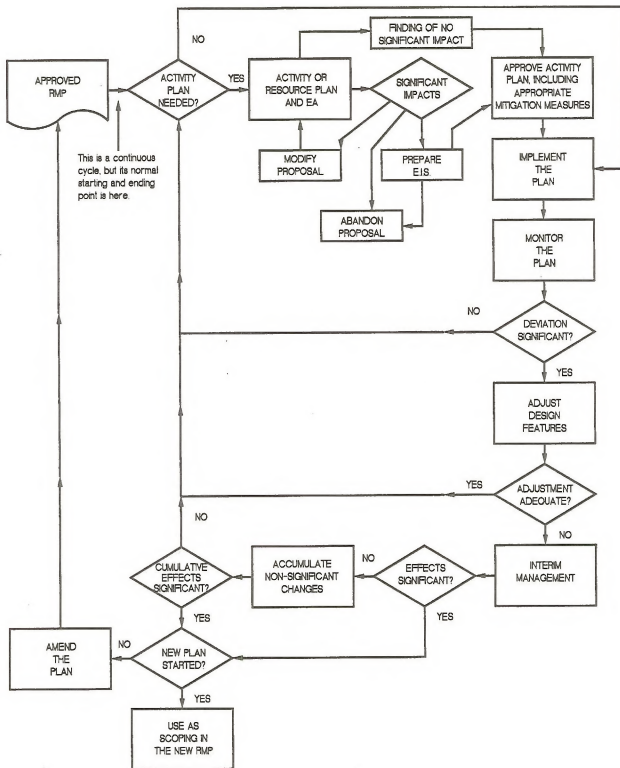 NO
FINDING OF NO
SIGNIFICANT IMPACT
APPROVED
RMP
ACTIVITY
PLAN
NEEDED?
YES
ACTIVITY OR
RESOURCE PLAN
AND EA
SIGNIFICANT
IMPACTS
APPROVE ACTIVITY
PLAN, INCLUDING
APPROPRIATE
MITIGATION MEASURES
This is a continuous
cycle, but its normal
starting and ending
point is here.
MODIFY
PROPOSAL
PREPARE
E.I.S.
IMPLEMENT
THE
PLAN
ABANDON
PROPOSAL
MONITOR
THE
PLAN
NO
DEVIATION
SIGNIFICANT?
YES
ADJUST
DESIGN
FEATURES
YES
ADJUSTMENT
ADEQUATE?
NO
NO
CUMULATIVE
EFFECTS
SIGNIFICANT?
ACCUMULATE
NON-SIGNIFICANT
CHANGES
NO
EFFECTS
SIGNIFICANT?
INTERIM
MANAGEMENT
YES
YES
AMEND
THE
PLAN
NO
NEW PLAN
STARTED?
YES
USE AS
SCOPING IN
THE NEW RMP